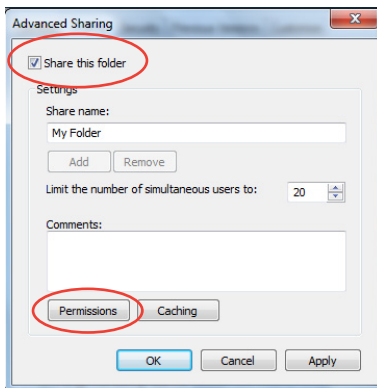 Advanced Sharing
Share this folder
Settings
Share name:
My Folder
Add Remove
Limit the number of simultaneous users to: 20
Comments:
Permissions Caching
OK Cancel Apply